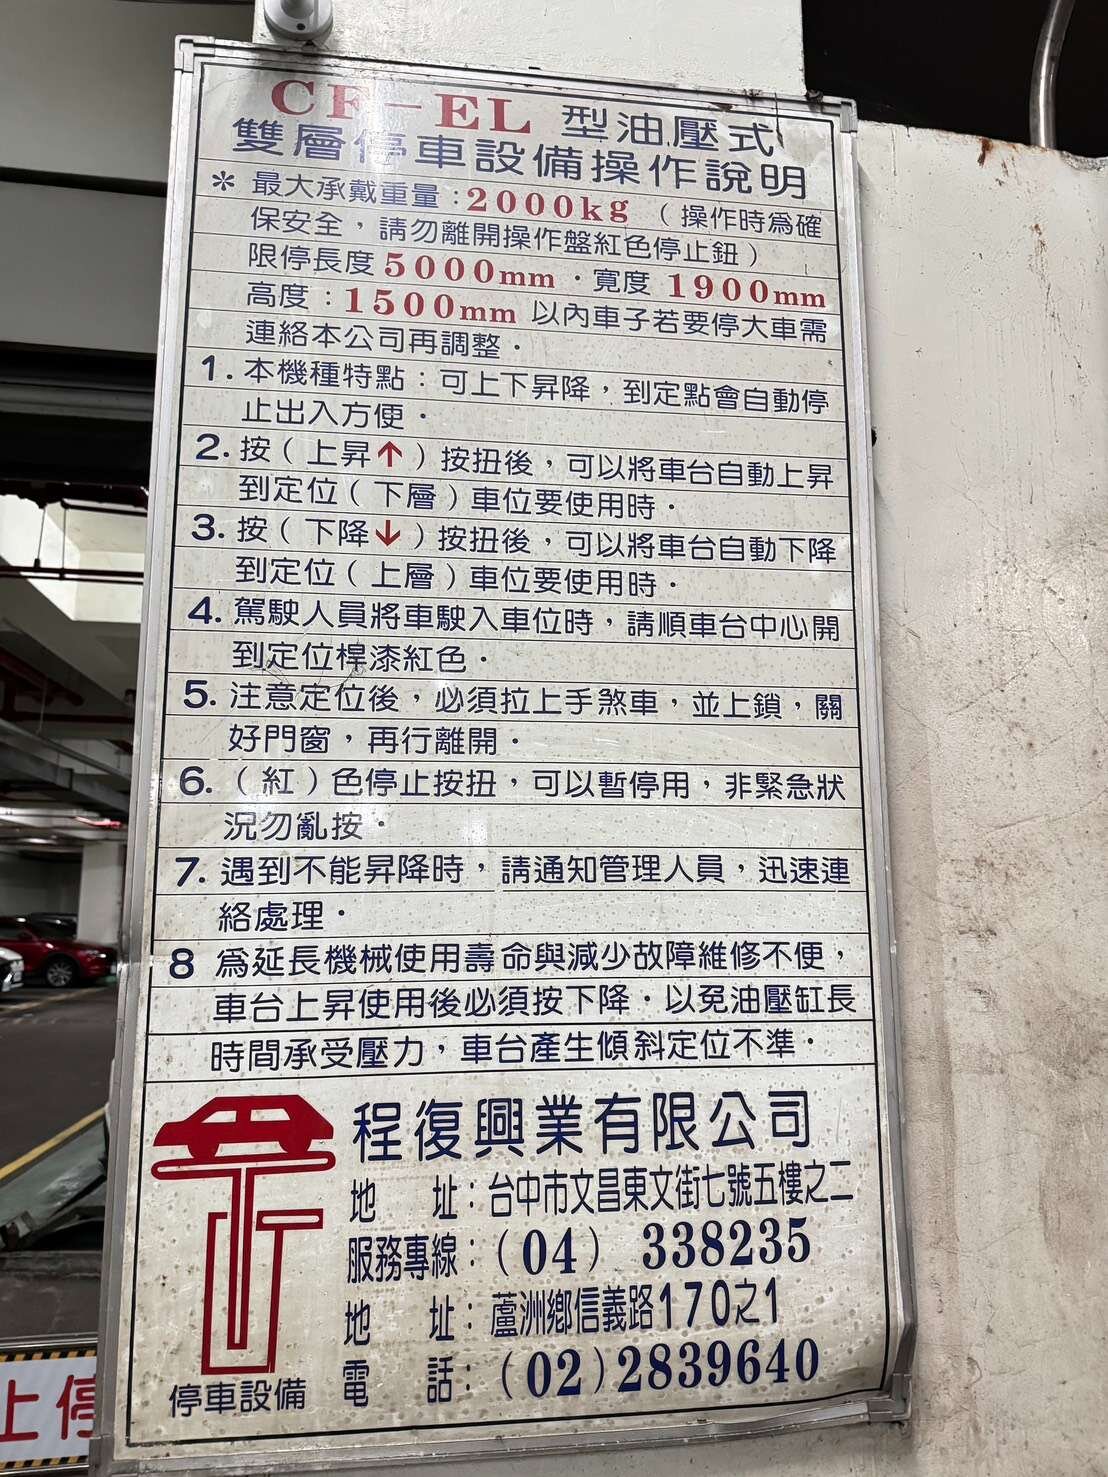 CF－EL 型油壓式
雙層停車設備操作說明
＊ 最大承戴重量：2000kg （操作時為確
保安全，請勿離開操作盤紅色停止鈕）
限停長度5000mm．寬度 1900mm
高度：1500mm 以內車子若要停大車需
連絡本公司再調整．
1. 本機種特點：可上下昇降，到定點會自動停
止出入方便．
2. 按（上昇↑）按扭後，可以將車台自動上昇
到定位（下層）車位要使用時．
3. 按（下降↓）按扭後，可以將車台自動下降
到定位（上層）車位要使用時．
4. 駕駛人員將車駛入車位時，請順車台中心開
到定位桿漆紅色．
5. 注意定位後，必須拉上手煞車，並上鎖，關
好門窗，再行離開．
6. （紅）色停止按扭，可以暫停用，非緊急狀
況勿亂按．
7. 遇到不能昇降時，請通知管理人員，迅速連
絡處理．
8 為延長機械使用壽命與減少故障維修不便，
車台上昇使用後必須按下降．以免油壓缸長
時間承受壓力，車台產生傾斜定位不準．
程復興業有限公司
地 址：台中市文昌東文街七號五樓之二
服務專線：（04） 338235
地 址：蘆洲鄉信義路170之1
電 話：（02）2839640
停車設備
上停